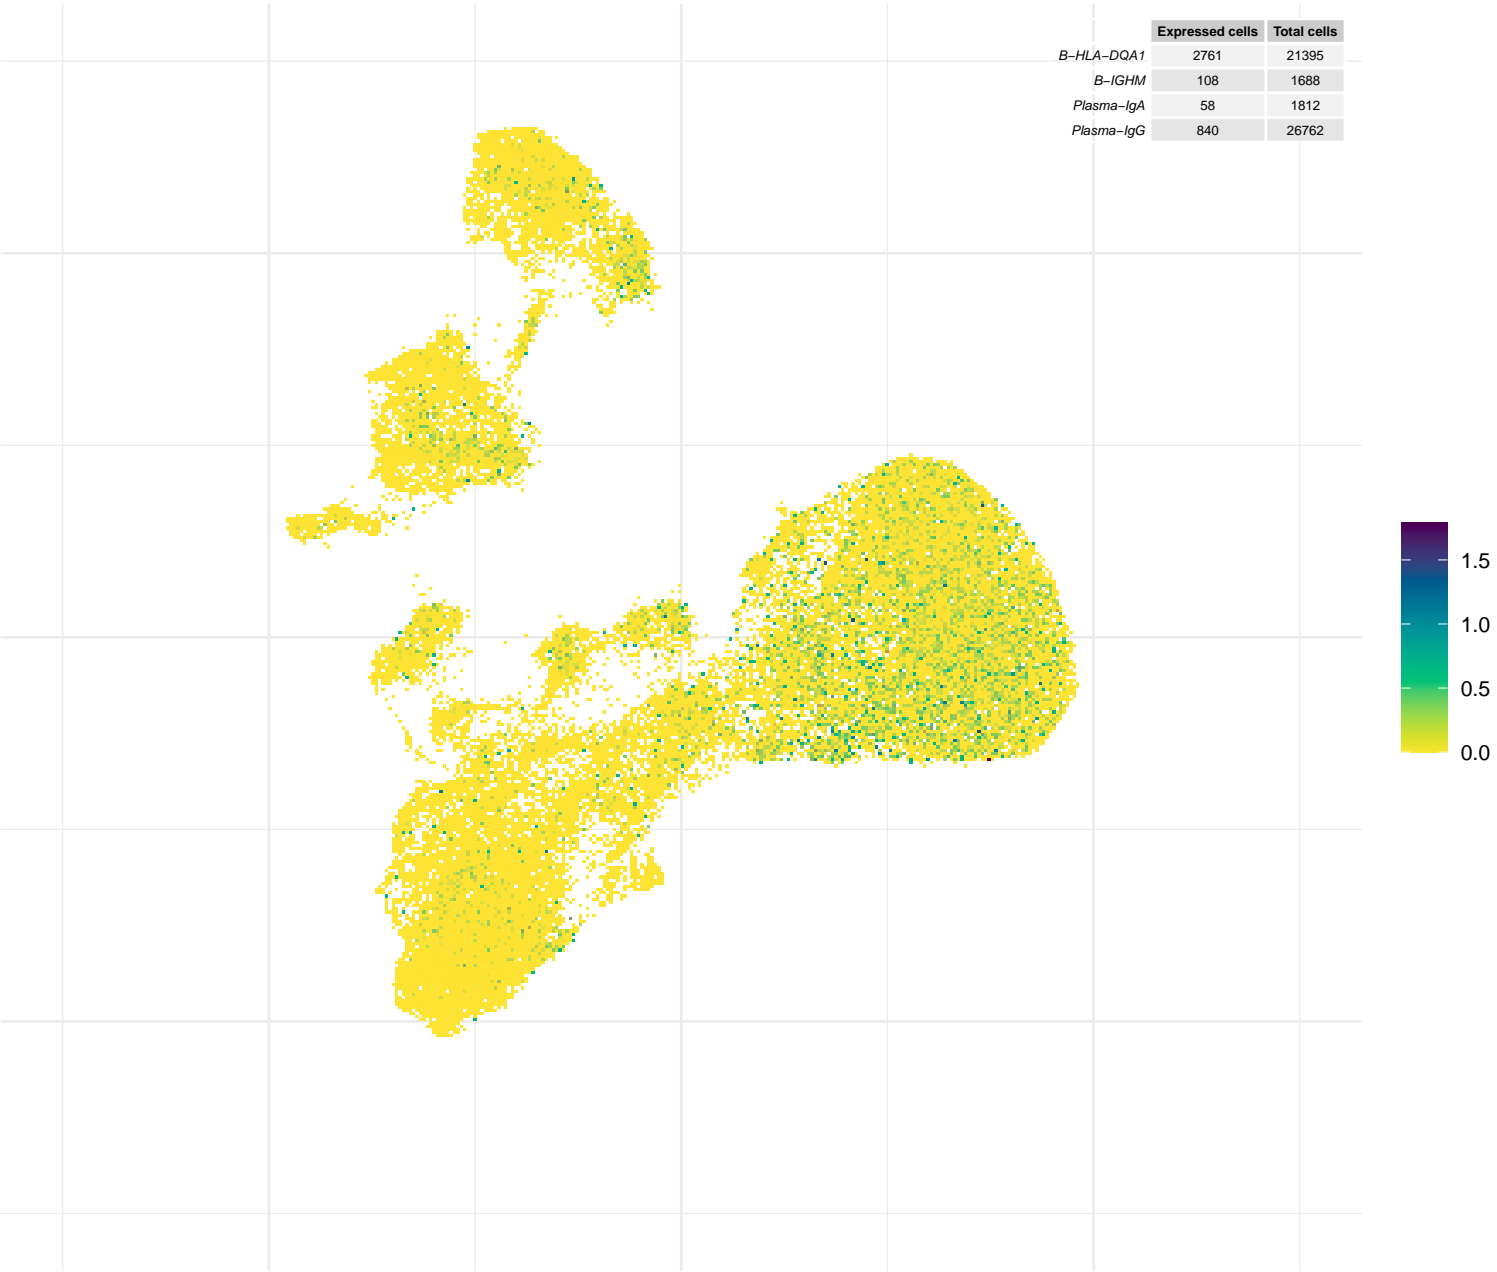 Expressed cells Total cells
B−HLA−DQA1 2761 21395
B−IGHM 108 1688
Plasma−IgA 58 1812
Plasma−IgG 840 26762
1.5
1.0
0.5
0.0